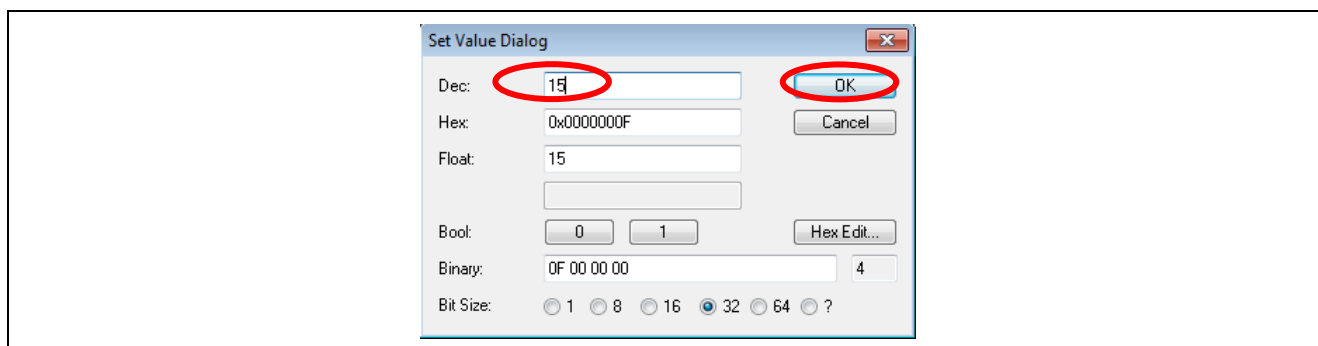 Set Value Dialog
Dec: 15 OK
Hex: 0x0000000F Cancel
Float: 15
Bool: 0 1 Hex Edit...
Binary: 0F 00 00 00 4
Bit Size: 1 8 16 32 64 ?